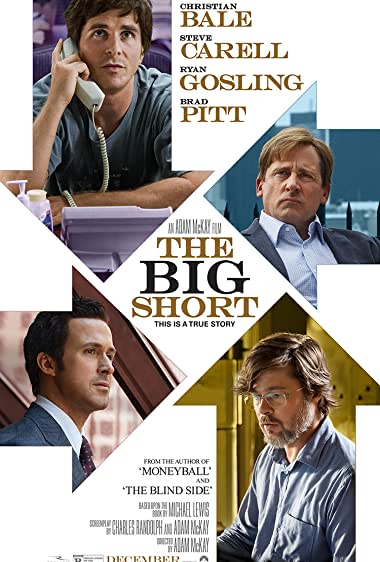 CHRISTIAN
BALE
STEVE
CARELL
RYAN
GOSLING
BRAD
PITT
AN ADAM McKAY FILM
THE
BIG
SHORT
THIS IS A TRUE STORY
FROM THE AUTHOR OF
'MONEYBALL' AND
'THE BLIND SIDE'
BASED UPON THE
BOOK BY MICHAEL LEWIS
SCREENPLAY
BY CHARLES RANDOLPH AND ADAM McKAY
DIRECTED
BY ADAM McKAY
R DECEMBER